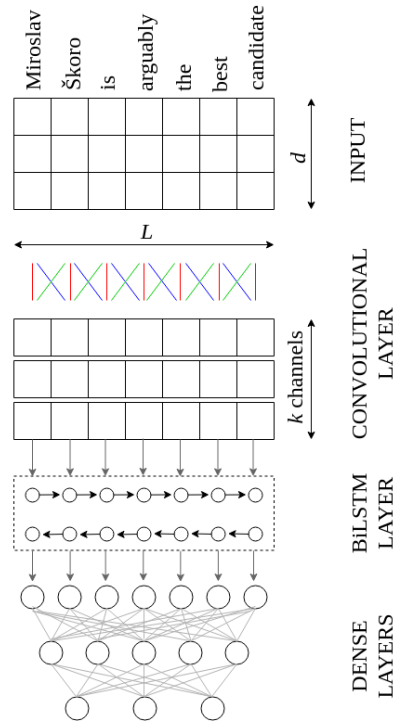 Miroslav
Škoro
is
arguably
the
best
candidate
d
INPUT
L
k channels
CONVOLUTIONAL
LAYER
BiLSTM
LAYER
DENSE
LAYERS